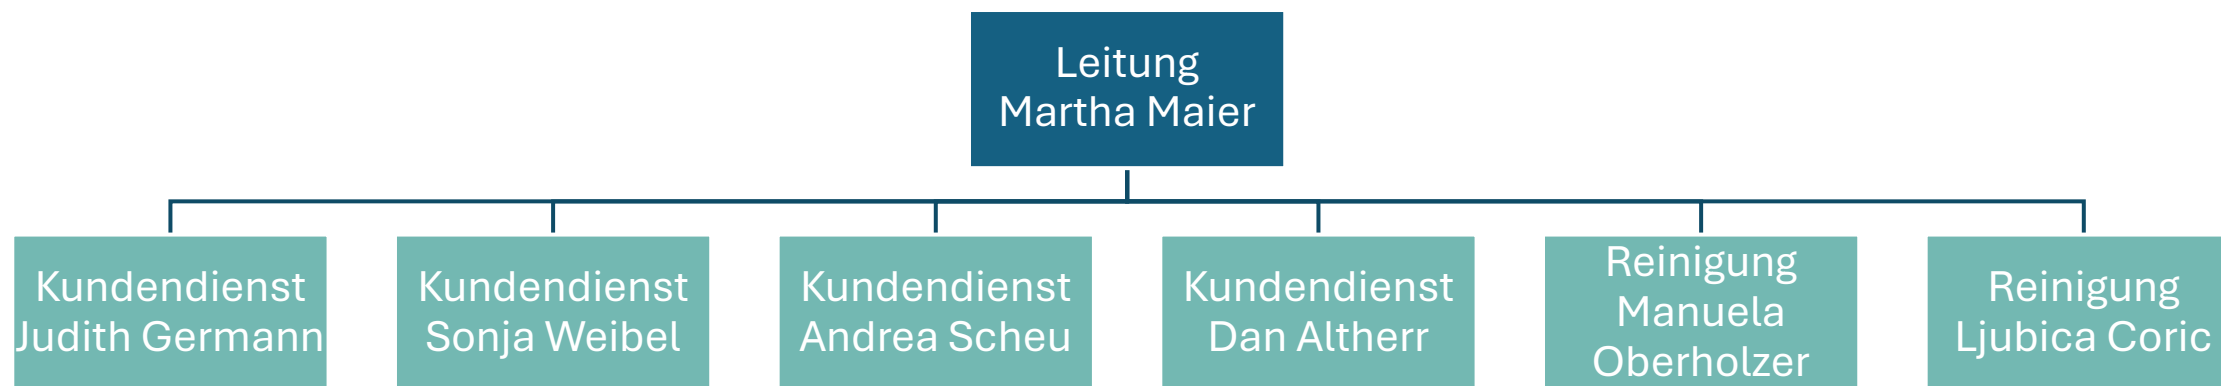 Leitung
Martha Maier
Kundendienst
Judith Germann
Kundendienst
Sonja Weibel
Kundendienst
Andrea Scheu
Kundendienst
Dan Altherr
Reinigung
Manuela
Oberholzer
Reinigung
Ljubica Coric